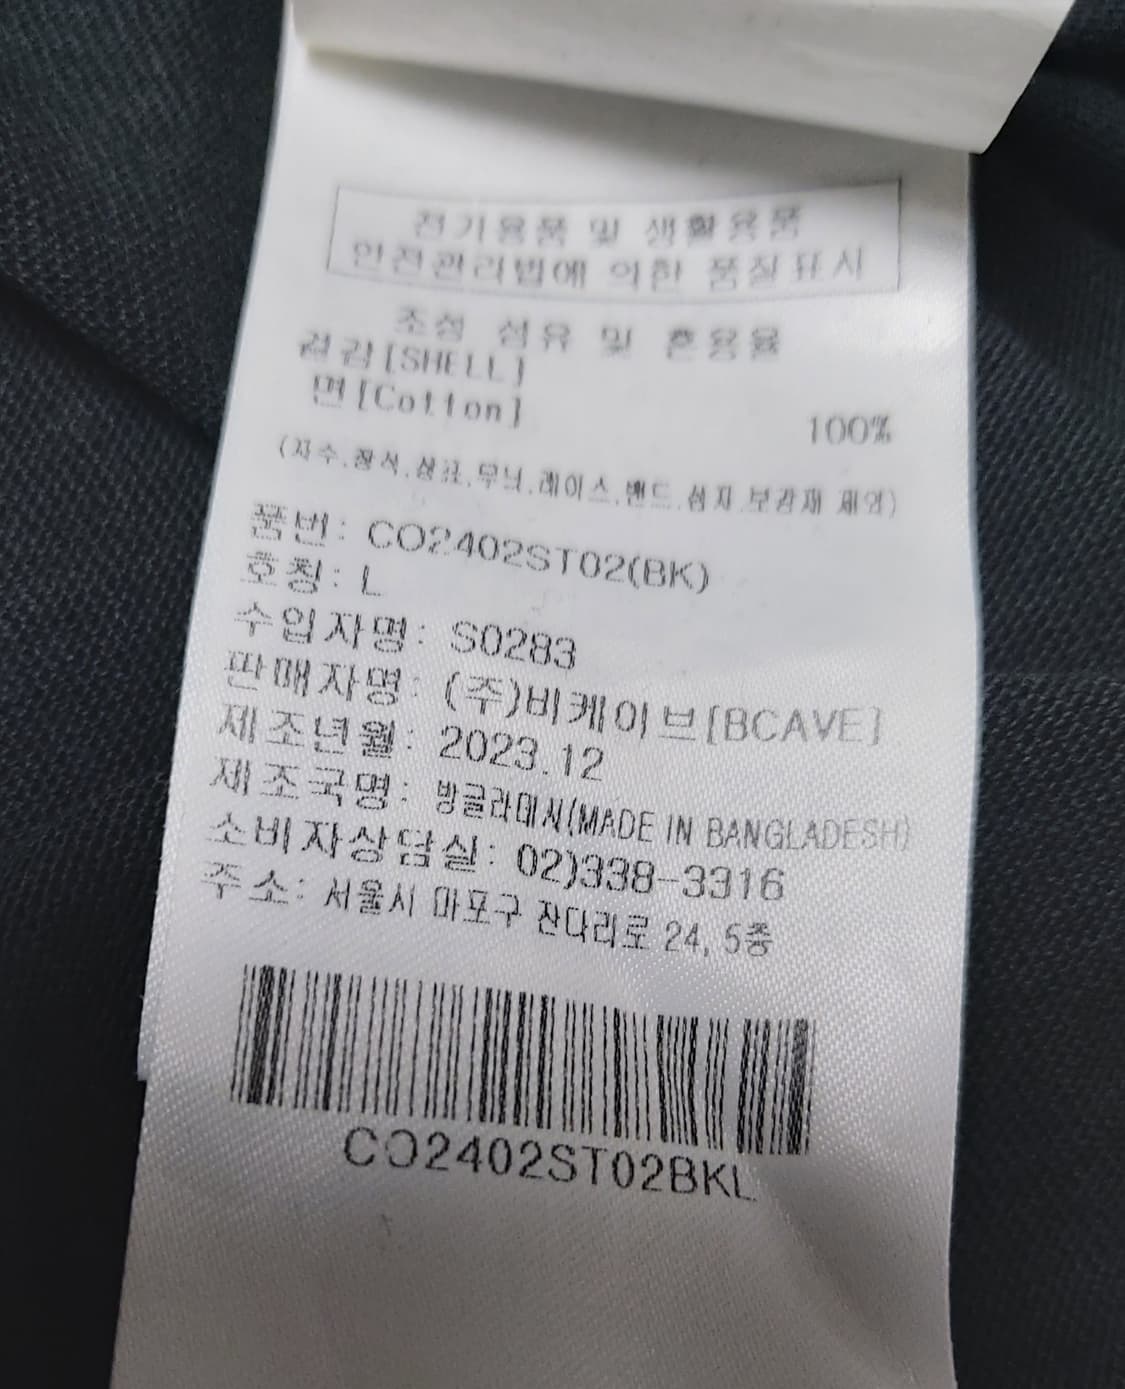 전기용품 및 생활용품
안전관리법에 의한 품질표시
조성 섬유 및 혼용율
겉감[SHELL]
면[Cotton] 100%
(자수.장식.상표.무늬.레이스.밴드.심지.보강재 제외)
품번: CO2402ST02(BK)
호칭: L
수입자명: S0283
판매자명: (주)비케이브[BCAVE]
제조년월: 2023.12
제조국명: 방글라데시(MADE IN BANGLADESH)
소비자상담실: 02)338-3316
주소: 서울시 마포구 잔다리로 24, 5층
CO2402ST02BKL